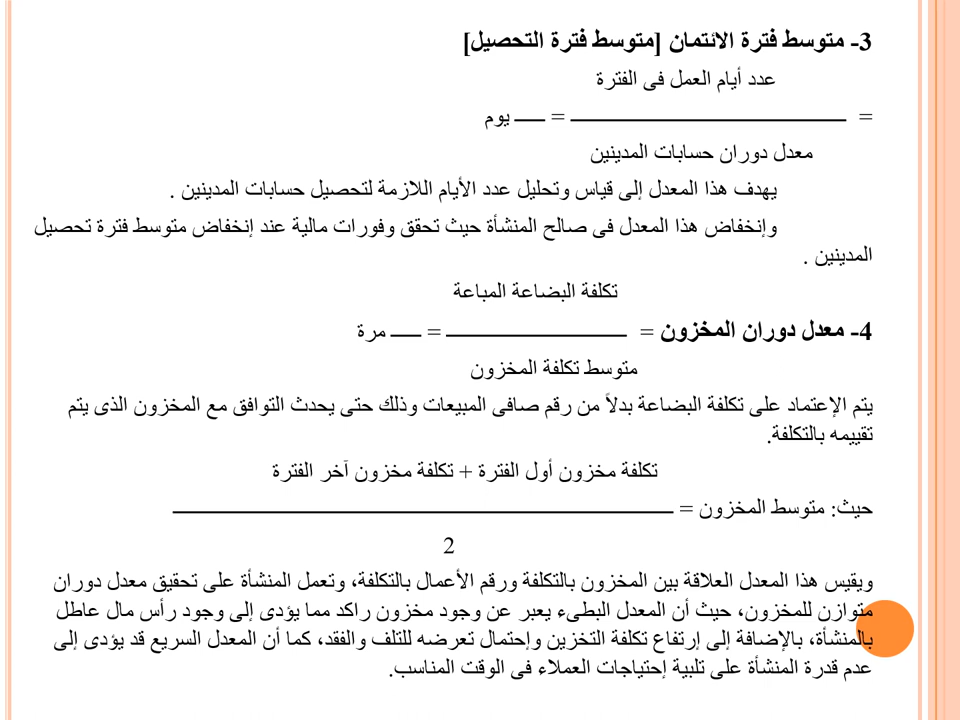 3- متوسط فترة الائتمان [متوسط فترة التحصيل]
عدد أيام العمل فى الفترة
= ـــــــــــــــــــــــــــــــــــــــــــ = ـــــ يوم
معدل دوران حسابات المدينين
يهدف هذا المعدل إلى قياس وتحليل عدد الأيام اللازمة لتحصيل حسابات المدينين .
وإنخفاض هذا المعدل فى صالح المنشأة حيث تحقق وفورات مالية عند إنخفاض متوسط فترة تحصيل
المدينين .
تكلفة البضاعة المباعة
4- معدل دوران المخزون = ـــــــــــــــــــــــــــــ = ـــــ مرة
متوسط تكلفة المخزون
يتم الإعتماد على تكلفة البضاعة بدلاً من رقم صافى المبيعات وذلك حتى يحدث التوافق مع المخزون الذى يتم
تقييمه بالتكلفة.
تكلفة مخزون أول الفترة + تكلفة مخزون آخر الفترة
حيث: متوسط المخزون = ـــــــــــــــــــــــــــــــــــــــــــــــــــــــــــــــــــــــــــــــــ
2
ويقيس هذا المعدل العلاقة بين المخزون بالتكلفة ورقم الأعمال بالتكلفة، وتعمل المنشأة على تحقيق معدل دوران
متوازن للمخزون، حيث أن المعدل البطىء يعبر عن وجود مخزون راكد مما يؤدى إلى وجود رأس مال عاطل
بالمنشأة، بالإضافة إلى إرتفاع تكلفة التخزين وإحتمال تعرضه للتلف والفقد، كما أن المعدل السريع قد يؤدى إلى
عدم قدرة المنشأة على تلبية إحتياجات العملاء فى الوقت المناسب.